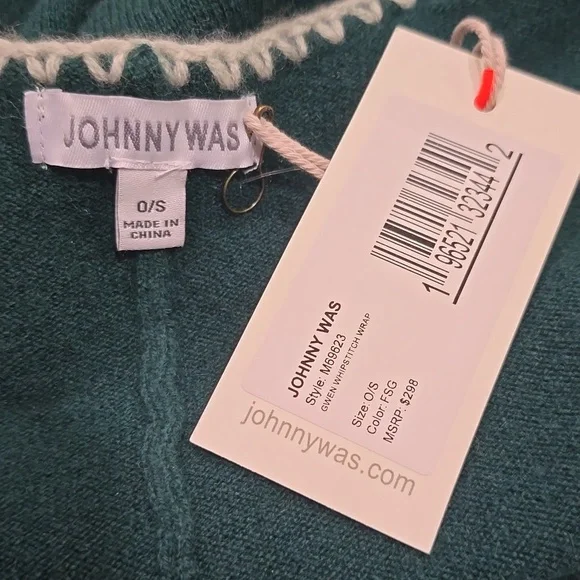 JOHNNY WAS
O/S
MADE IN
CHINA
1 96521 32344 2
JOHNNY WAS
Style: M69623
GWEN WHIPSTITCH WRAP
Size: O/S
Color: FSG
MSRP: $298
johnnywas.com